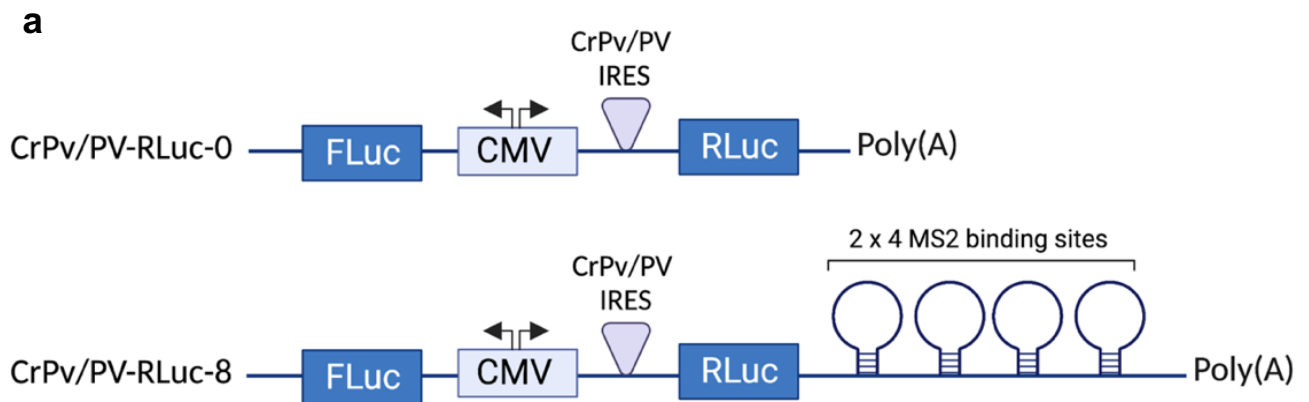 a
CrPv/PV
IRES
CrPv/PV-RLuc-0
FLuc
CMV
RLuc
Poly(A)
2 x 4 MS2 binding sites
CrPv/PV
IRES
CrPv/PV-RLuc-8
FLuc
CMV
RLuc
Poly(A)